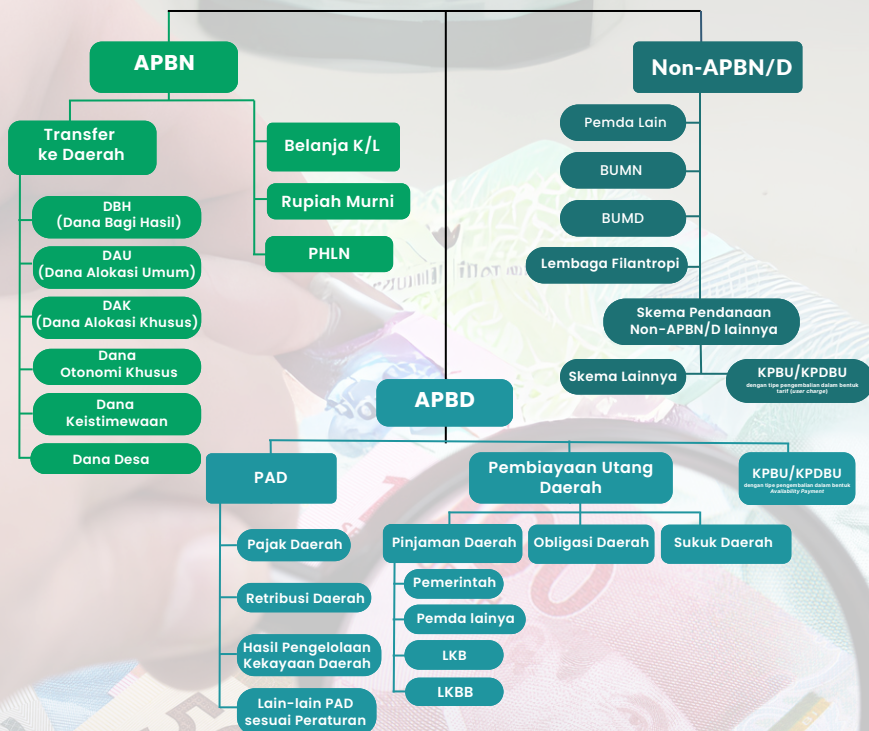 APBN
Transfer
ke Daerah
DBH
(Dana Bagi Hasil)
DAU
(Dana Alokasi Umum)
DAK
(Dana Alokasi Khusus)
Dana
Otonomi Khusus
Dana
Keistimewaan
Dana Desa
Belanja K/L
Rupiah Murni
PHLN
Non-APBN/D
Pemda Lain
BUMN
BUMD
Lembaga Filantropi
Skema Pendanaan
Non-APBN/D lainnya
Skema Lainnya
KPBU/KPDBU
dengan tipe pengembalian dalam bentuk
tarif (user charge)
APBD
PAD
Pajak Daerah
Retribusi Daerah
Hasil Pengelolaan
Kekayaan Daerah
Lain-lain PAD
sesuai Peraturan
Pembiayaan Utang
Daerah
Pinjaman Daerah
Pemerintah
Pemda lainya
LKB
LKBB
Obligasi Daerah
Sukuk Daerah
KPBU/KPDBU
dengan tipe pengembalian dalam bentuk
Availability Payment